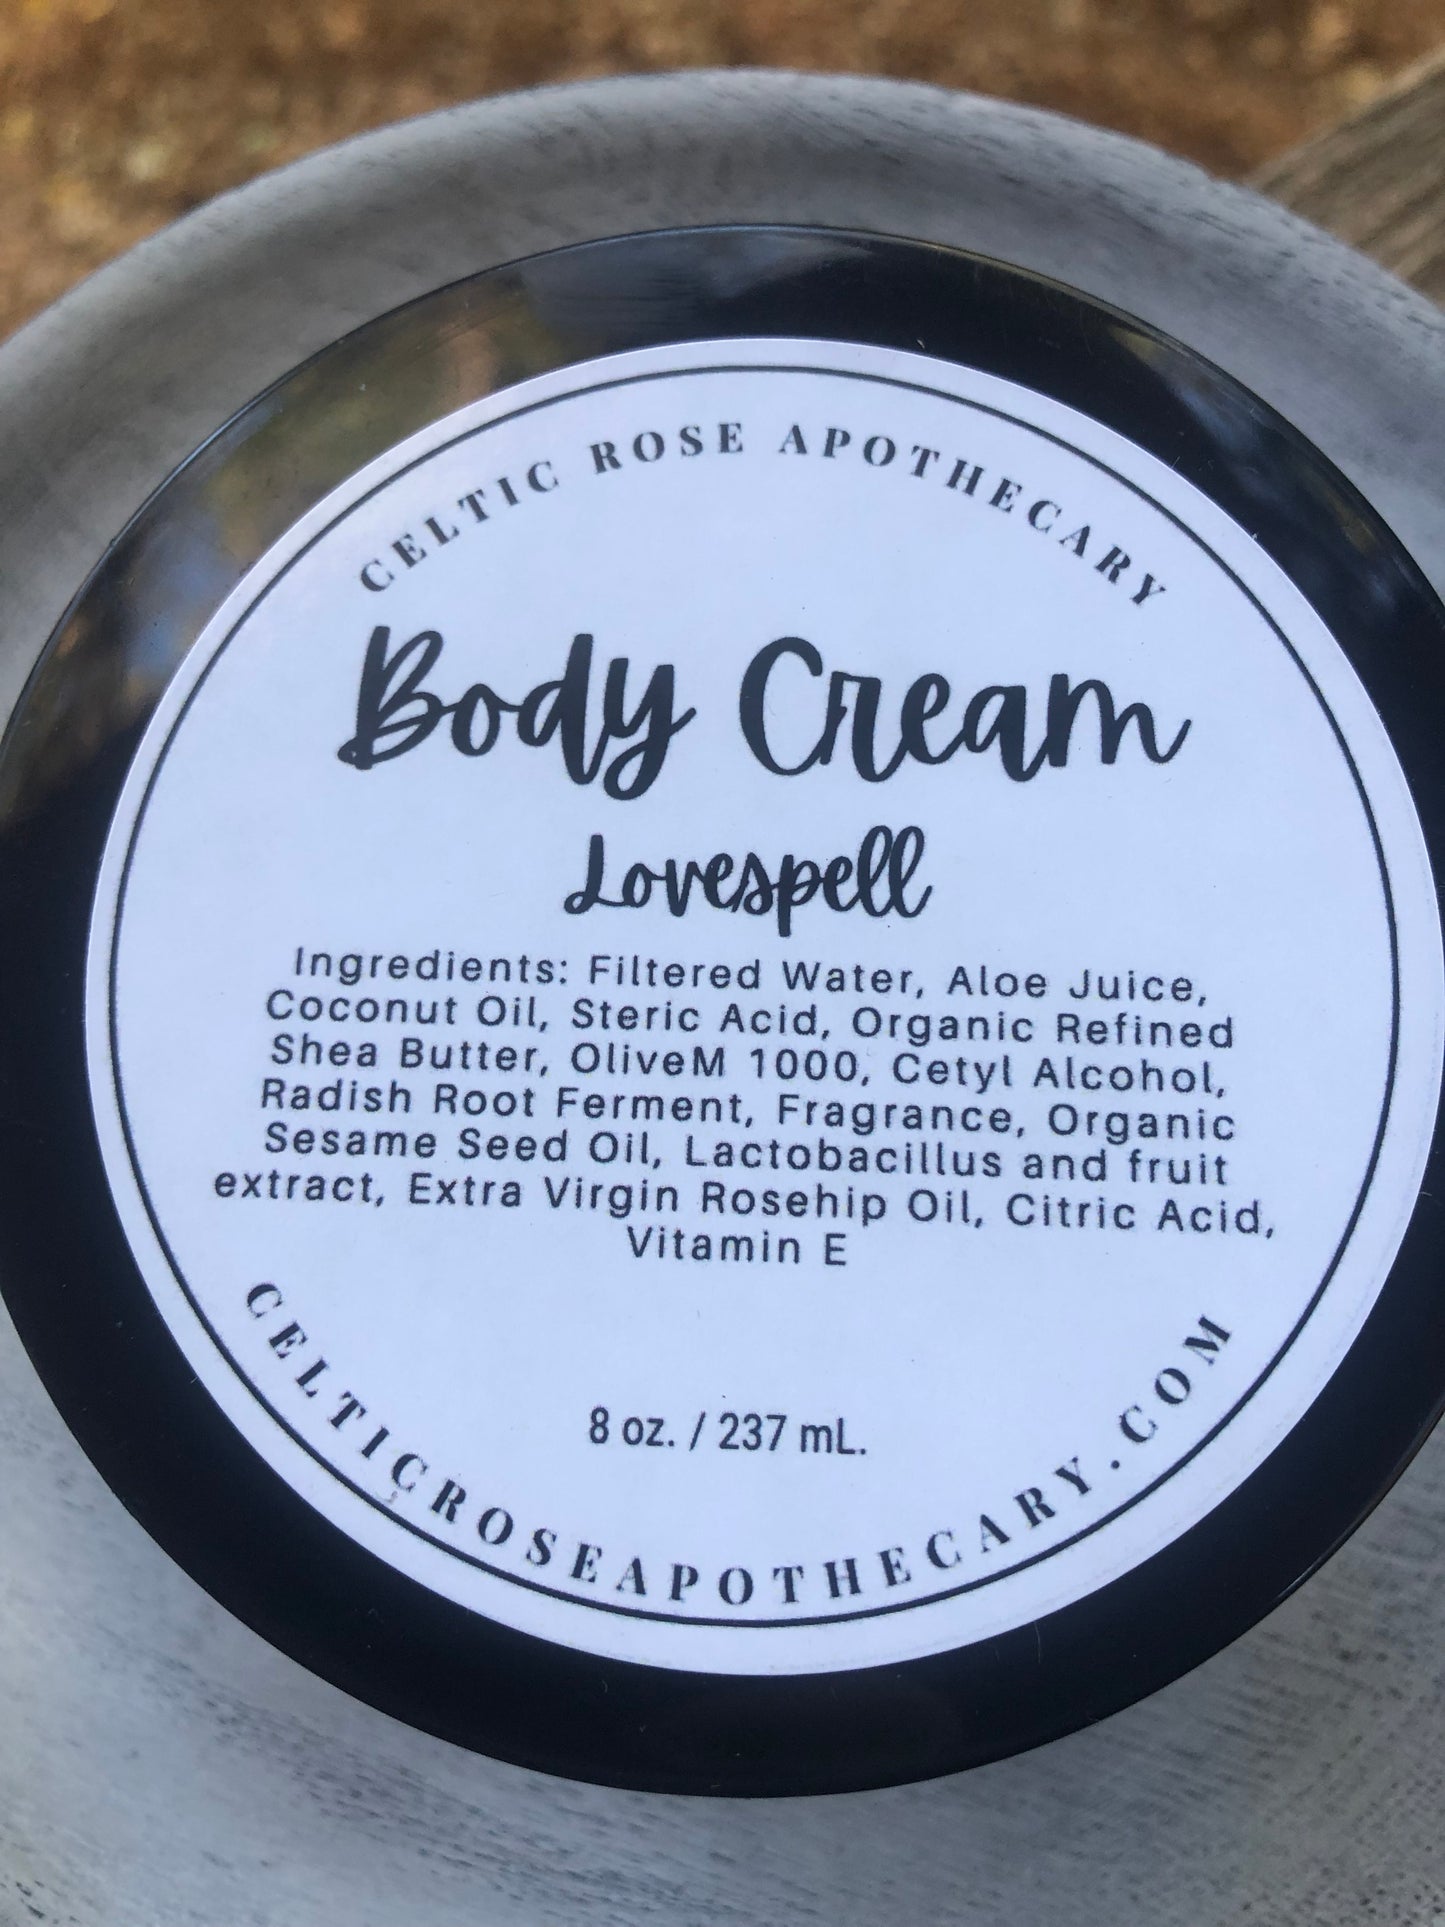 CELTIC ROSE APOTHECARY
Body Cream
Lovespell
Ingredients: Filtered Water, Aloe Juice,
Coconut Oil, Steric Acid, Organic Refined
Shea Butter, OliveM 1000, Cetyl Alcohol,
Radish Root Ferment, Fragrance, Organic
Sesame Seed Oil, Lactobacillus and fruit
extract, Extra Virgin Rosehip Oil, Citric Acid,
Vitamin E
8 oz. / 237 mL.
CELTICROSEAPOTHECARY.COM